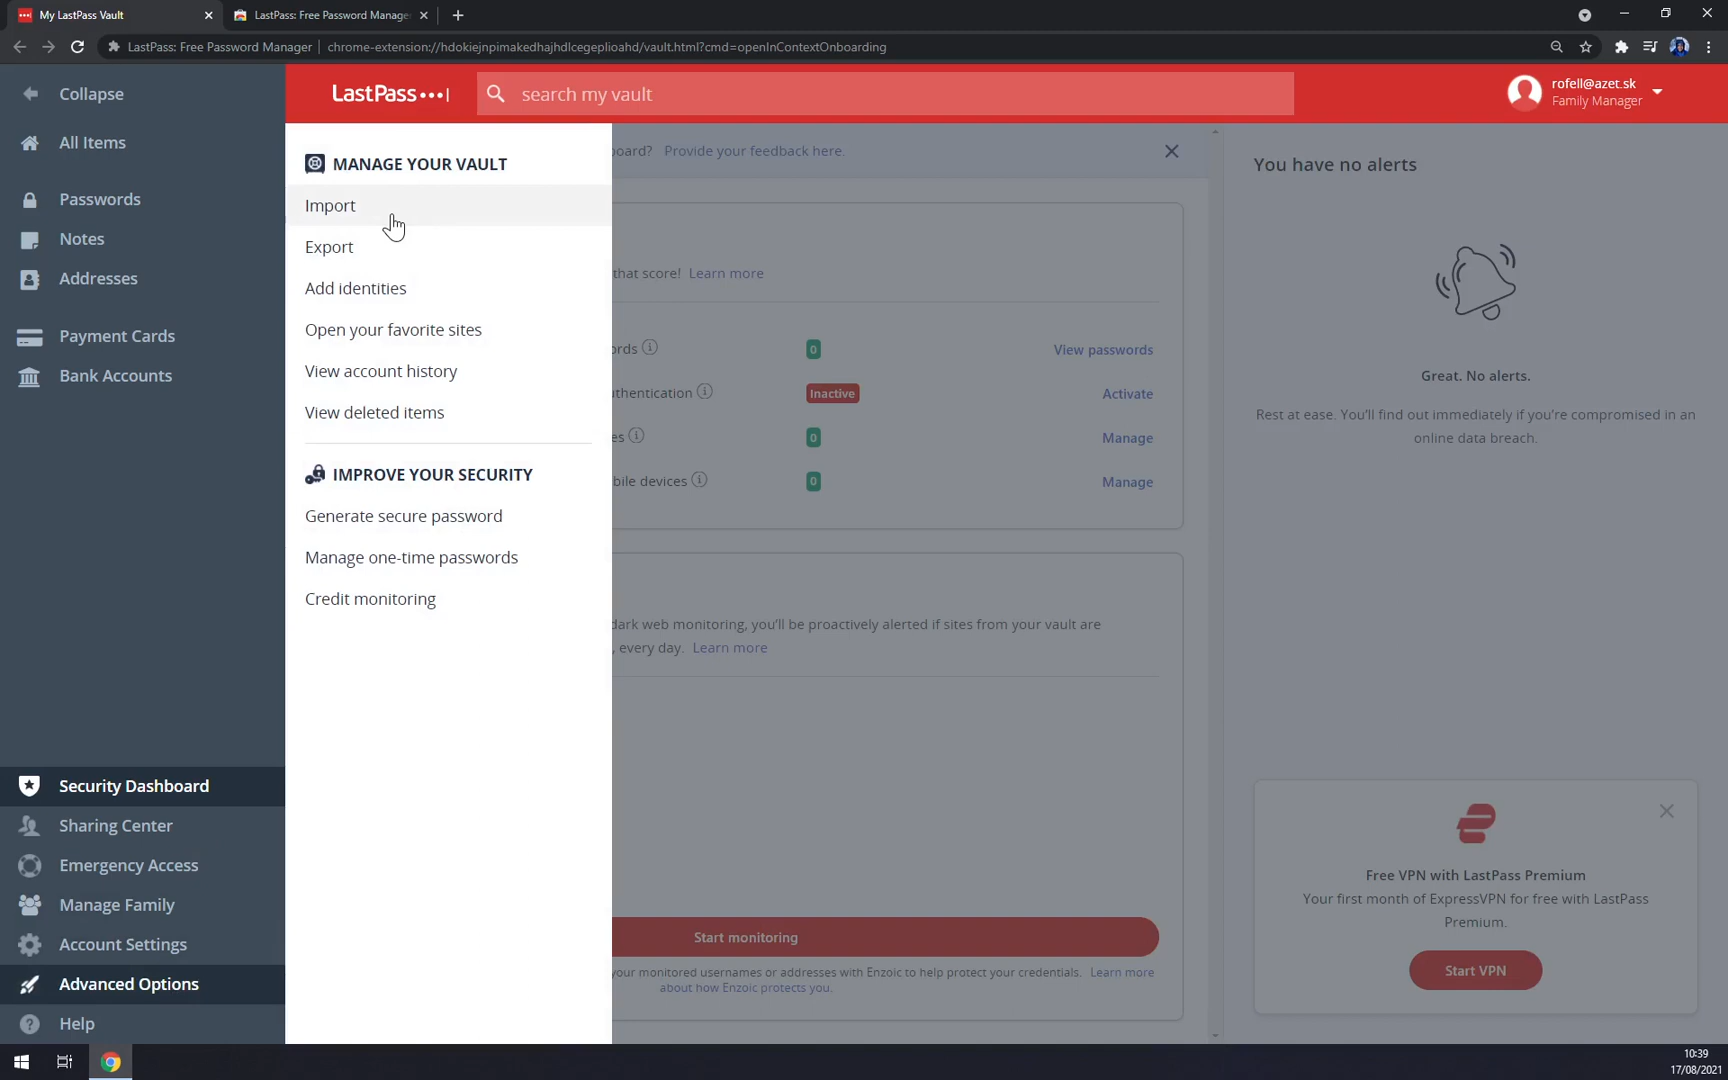 My LastPass Vault
LastPass: Free Password Manage
LastPass: Free Password Manager
chrome-extension://hdokiejnpimakedhajhdlcegeplioahd/vault.html?cmd=openInContextOnboarding
Collapse
All Items
Passwords
Notes
Addresses
Payment Cards
Bank Accounts
Security Dashboard
Sharing Center
Emergency Access
Manage Family
Account Settings
Advanced Options
Help
LastPass
search my vault
rofell@azet.sk
Family Manager
MANAGE YOUR VAULT
Import
Export
Add identities
Open your favorite sites
View account history
View deleted items
IMPROVE YOUR SECURITY
Generate secure password
Manage one-time passwords
Credit monitoring
board? Provide your feedback here.
that score! Learn more
ords 0 View passwords
uthentication Inactive Activate
es 0 Manage
bile devices 0 Manage
dark web monitoring, you'll be proactively alerted if sites from your vault are
, every day. Learn more
Start monitoring
your monitored usernames or addresses with Enzoic to help protect your credentials. Learn more
about how Enzoic protects you.
You have no alerts
Great. No alerts.
Rest at ease. You'll find out immediately if you're compromised in an
online data breach.
Free VPN with LastPass Premium
Your first month of ExpressVPN for free with LastPass
Premium.
Start VPN
10:39
17/08/2021